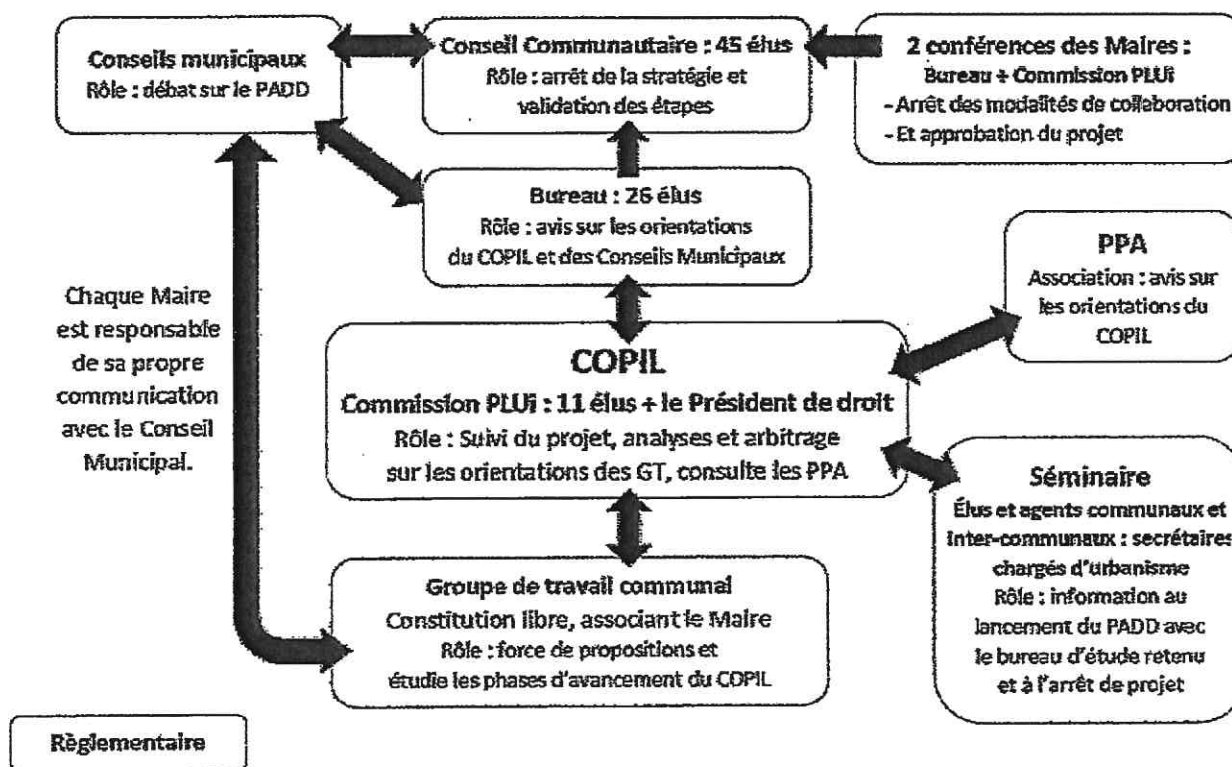 Conseils municipaux
Rôle : débat sur le PADD
Conseil Communautaire : 45 élus
Rôle : arrêt de la stratégie et
validation des étapes
2 conférences des Maires :
Bureau + Commission PLUi
- Arrêt des modalités de collaboration
- Et approbation du projet
Bureau : 26 élus
Rôle : avis sur les orientations
du COPIL et des Conseils Municipaux
PPA
Association : avis sur
les orientations du
COPIL
Chaque Maire
est responsable
de sa propre
communication
avec le Conseil
Municipal.
COPIL
Commission PLUi : 11 élus + le Président de droit
Rôle : Suivi du projet, analyses et arbitrage
sur les orientations des GT, consulte les PPA
Séminaire
Élus et agents communaux et
Inter-communaux : secrétaires
chargés d'urbanisme
Rôle : information au
lancement du PADD avec
le bureau d'étude retenu
et à l'arrêt de projet
Groupe de travail communal
Constitution libre, associant le Maire
Rôle : force de propositions et
étudie les phases d'avancement du COPIL
Règlementaire